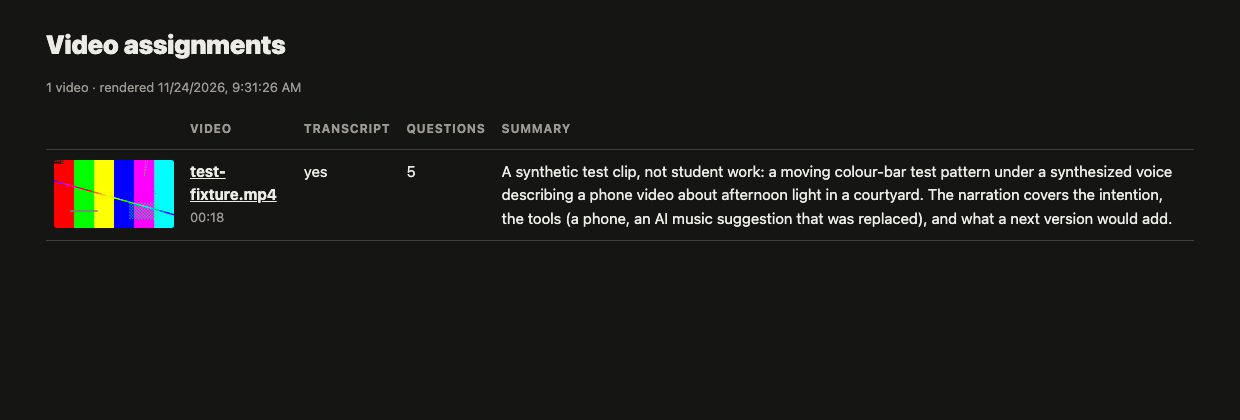 Video assignments
1 video · rendered 11/24/2026, 9:31:26 AM
VIDEO TRANSCRIPT QUESTIONS SUMMARY
test-
fixture.mp4
00:18
yes
5
A synthetic test clip, not student work: a moving colour-bar test pattern under a synthesized voice
describing a phone video about afternoon light in a courtyard. The narration covers the intention,
the tools (a phone, an AI music suggestion that was replaced), and what a next version would add.